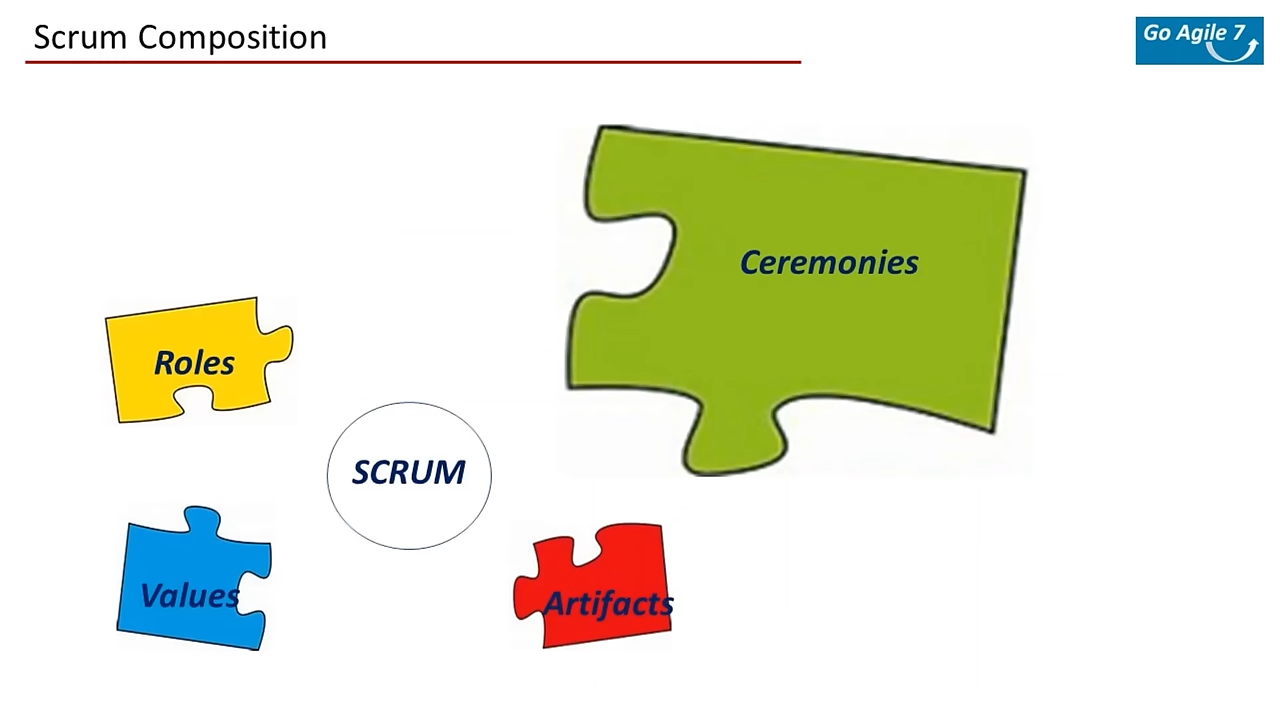 Scrum Composition
Go Agile 7
Ceremonies
Roles
SCRUM
Values
Artifacts